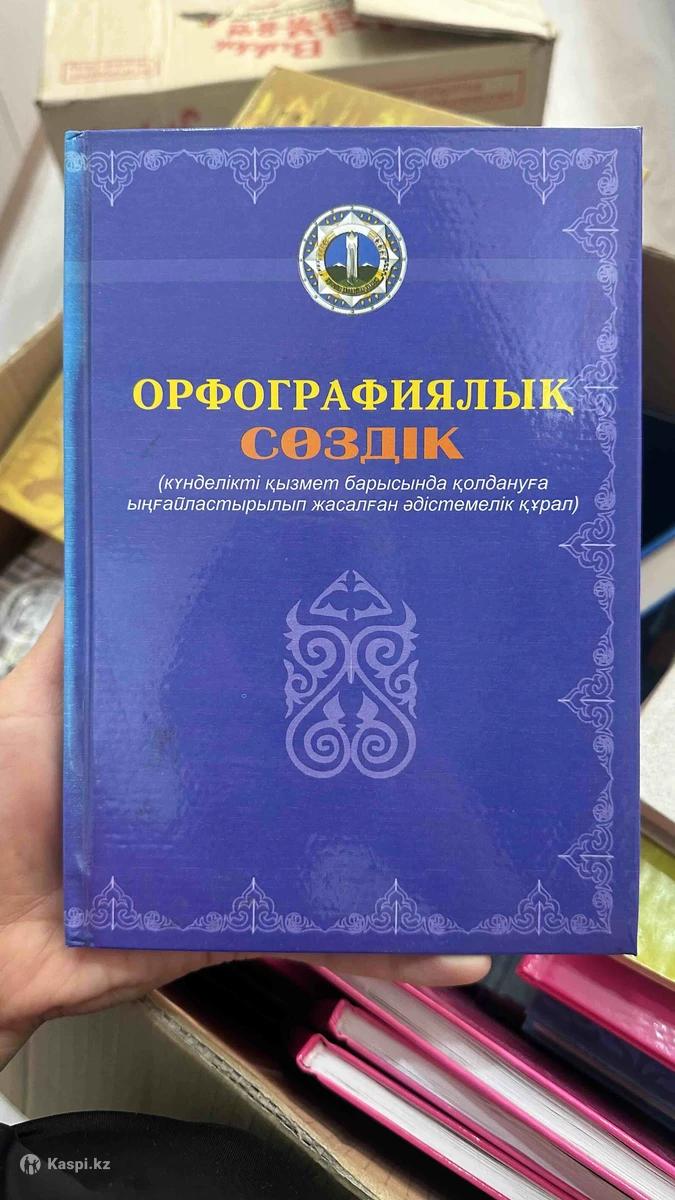 ОРФОГРАФИЯЛЫҚ
СӨЗДІК
(күнделікті қызмет барысында қолдануға
ыңғайластырылып жасалған әдістемелік құрал)
Kaspi.kz